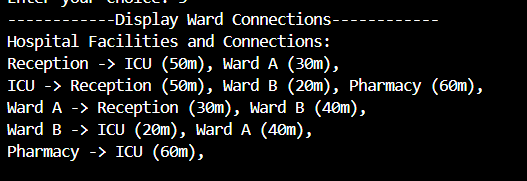 Enter your choice: 5
------------Display Ward Connections------------
Hospital Facilities and Connections:
Reception -> ICU (50m), Ward A (30m),
ICU -> Reception (50m), Ward B (20m), Pharmacy (60m),
Ward A -> Reception (30m), Ward B (40m),
Ward B -> ICU (20m), Ward A (40m),
Pharmacy -> ICU (60m),